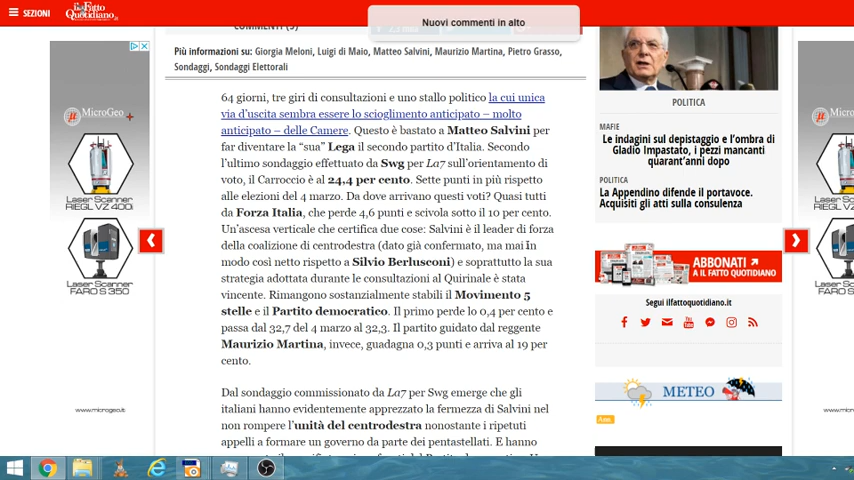 SEZIONI
il Fatto Quotidiano.it
Nuovi commenti in alto
Più informazioni su: Giorgia Meloni, Luigi di Maio, Matteo Salvini, Maurizio Martina, Pietro Grasso,
Sondaggi, Sondaggi Elettorali
64 giorni, tre giri di consultazioni e uno stallo politico la cui unica
via d'uscita sembra essere lo scioglimento anticipato – molto
anticipato – delle Camere. Questo è bastato a Matteo Salvini per
far diventare la "sua" Lega il secondo partito d'Italia. Secondo
l'ultimo sondaggio effettuato da Swg per La7 sull'orientamento di
voto, il Carroccio è al 24,4 per cento. Sette punti in più rispetto
alle elezioni del 4 marzo. Da dove arrivano questi voti? Quasi tutti
da Forza Italia, che perde 4,6 punti e scivola sotto il 10 per cento.
Un'ascesa verticale che certifica due cose: Salvini è il leader di forza
della coalizione di centrodestra (dato già confermato, ma mai in
modo così netto rispetto a Silvio Berlusconi) e soprattutto la sua
strategia adottata durante le consultazioni al Quirinale è stata
vincente. Rimangono sostanzialmente stabili il Movimento 5
stelle e il Partito democratico. Il primo perde lo 0,4 per cento e
passa dal 32,7 del 4 marzo al 32,3. Il partito guidato dal reggente
Maurizio Martina, invece, guadagna 0,3 punti e arriva al 19 per
cento.
Dal sondaggio commissionato da La7 per Swg emerge che gli
italiani hanno evidentemente apprezzato la fermezza di Salvini nel
non rompere l'unità del centrodestra nonostante i ripetuti
appelli a formare un governo da parte dei pentastellati. E hanno
POLITICA
MAFIE
Le indagini sul depistaggio e l'ombra di
Gladio Impastato, i pezzi mancanti
quarant'anni dopo
POLITICA
La Appendino difende il portavoce.
Acquisiti gli atti sulla consulenza
ABBONATI
A IL FATTO QUOTIDIANO
Segui ilfattoquotidiano.it
METEO
MicroGeo
Laser Scanner
RIEGL VZ 400i
Laser Scanner
FARO S 350
www.microgeo.it
MicroGeo
Laser Scan
RIEGL VZ
Laser Scan
FARO S 3
www.mic